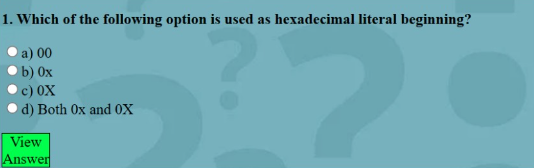 1. Which of the following option is used as hexadecimal literal beginning?
a) 00
b) 0x
c) 0X
d) Both 0x and 0X
View
Answer